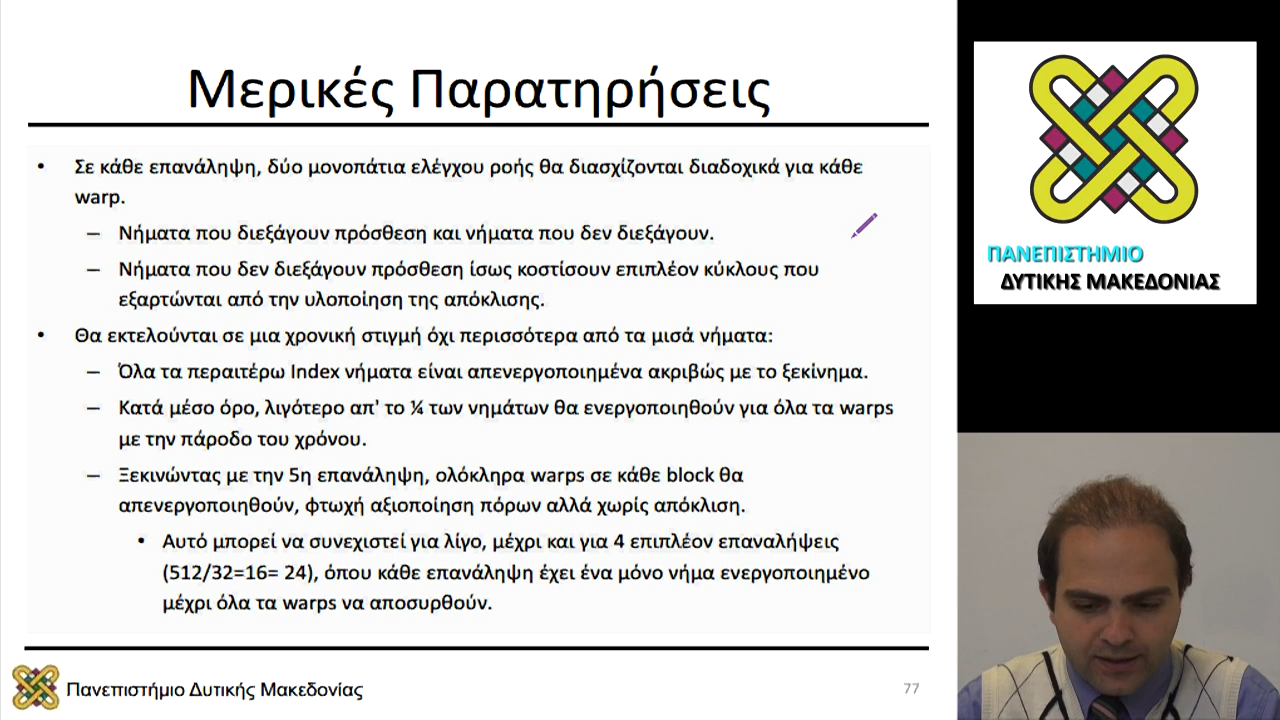 Μερικές Παρατηρήσεις
• Σε κάθε επανάληψη, δύο μονοπάτια ελέγχου ροής θα διασχίζονται διαδοχικά για κάθε
warp.
– Νήματα που διεξάγουν πρόσθεση και νήματα που δεν διεξάγουν.
– Νήματα που δεν διεξάγουν πρόσθεση ίσως κοστίσουν επιπλέον κύκλους που
εξαρτώνται από την υλοποίηση της απόκλισης.
• Θα εκτελούνται σε μια χρονική στιγμή όχι περισσότερα από τα μισά νήματα:
– Όλα τα περαιτέρω Index νήματα είναι απενεργοποιημένα ακριβώς με το ξεκίνημα.
– Κατά μέσο όρο, λιγότερο απ' το ¼ των νημάτων θα ενεργοποιηθούν για όλα τα warps
με την πάροδο του χρόνου.
– Ξεκινώντας με την 5η επανάληψη, ολόκληρα warps σε κάθε block θα
απενεργοποιηθούν, φτωχή αξιοποίηση πόρων αλλά χωρίς απόκλιση.
• Αυτό μπορεί να συνεχιστεί για λίγο, μέχρι και για 4 επιπλέον επαναλήψεις
(512/32=16= 24), όπου κάθε επανάληψη έχει ένα μόνο νήμα ενεργοποιημένο
μέχρι όλα τα warps να αποσυρθούν.
Πανεπιστήμιο Δυτικής Μακεδονίας
77
ΠΑΝΕΠΙΣΤΗΜΙΟ
ΔΥΤΙΚΗΣ ΜΑΚΕΔΟΝΙΑΣ